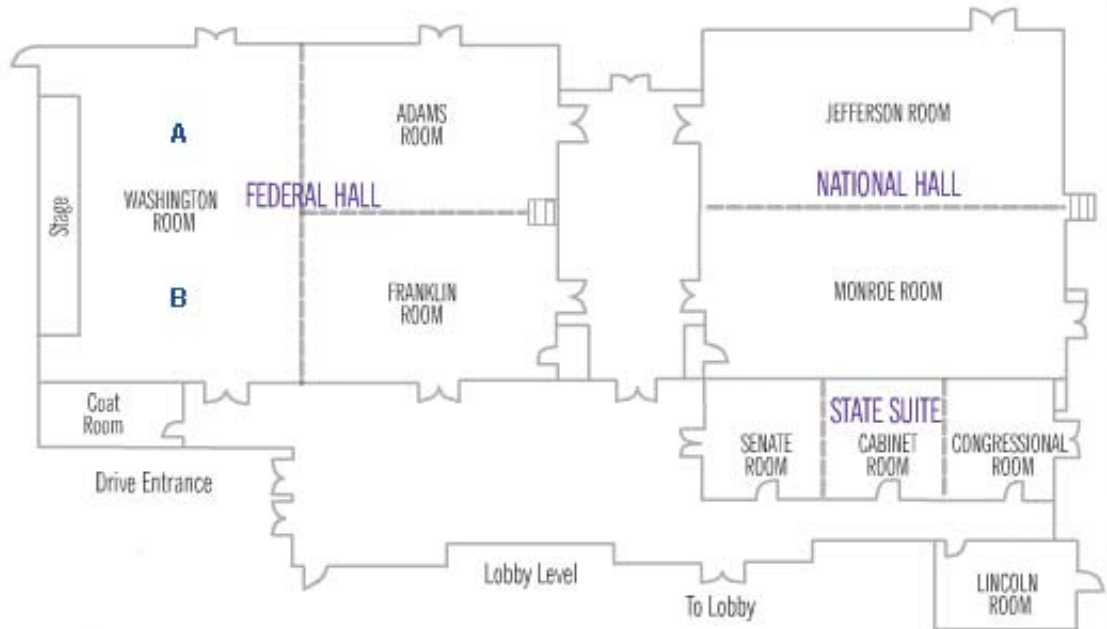 A
ADAMS
ROOM
JEFFERSON ROOM
Stage
WASHINGTON
ROOM
FEDERAL HALL
NATIONAL HALL
B
FRANKLIN
ROOM
MONROE ROOM
Coat
Room
STATE SUITE
SENATE
ROOM
CABINET
ROOM
CONGRESSIONAL
ROOM
Drive Entrance
Lobby Level
To Lobby
LINCOLN
ROOM